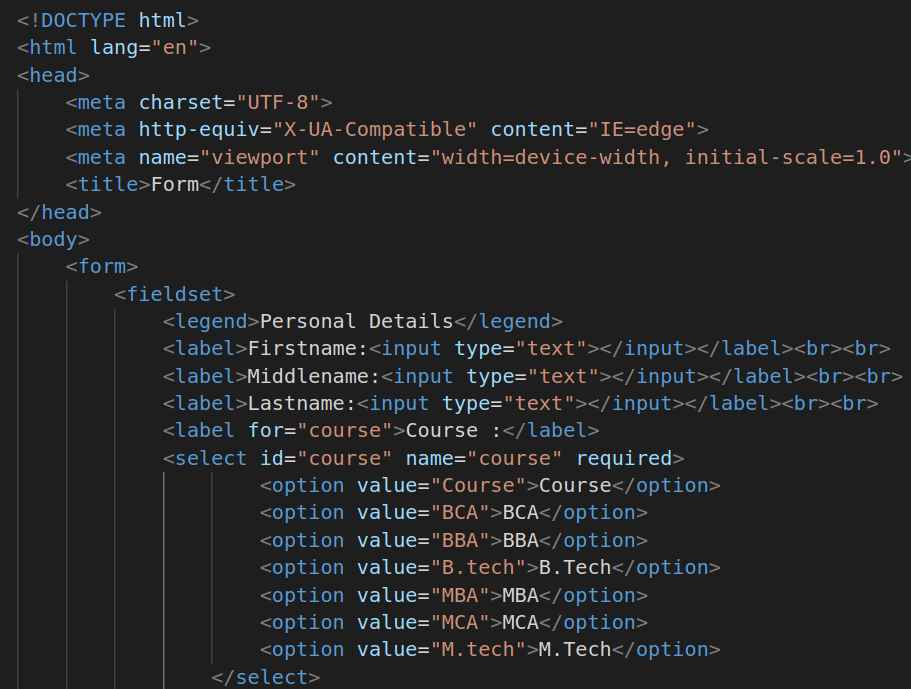 <!DOCTYPE html>
<html lang="en">
<head>
    <meta charset="UTF-8">
    <meta http-equiv="X-UA-Compatible" content="IE=edge">
    <meta name="viewport" content="width=device-width, initial-scale=1.0">
    <title>Form</title>
</head>
<body>
    <form>
        <fieldset>
            <legend>Personal Details</legend>
            <label>Firstname:<input type="text"></input></label><br><br>
            <label>Middlename:<input type="text"></input></label><br><br>
            <label>Lastname:<input type="text"></input></label><br><br>
            <label for="course">Course :</label>
            <select id="course" name="course" required>
                    <option value="Course">Course</option>
                    <option value="BCA">BCA</option>
                    <option value="BBA">BBA</option>
                    <option value="B.tech">B.Tech</option>
                    <option value="MBA">MBA</option>
                    <option value="MCA">MCA</option>
                    <option value="M.tech">M.Tech</option>
                </select>